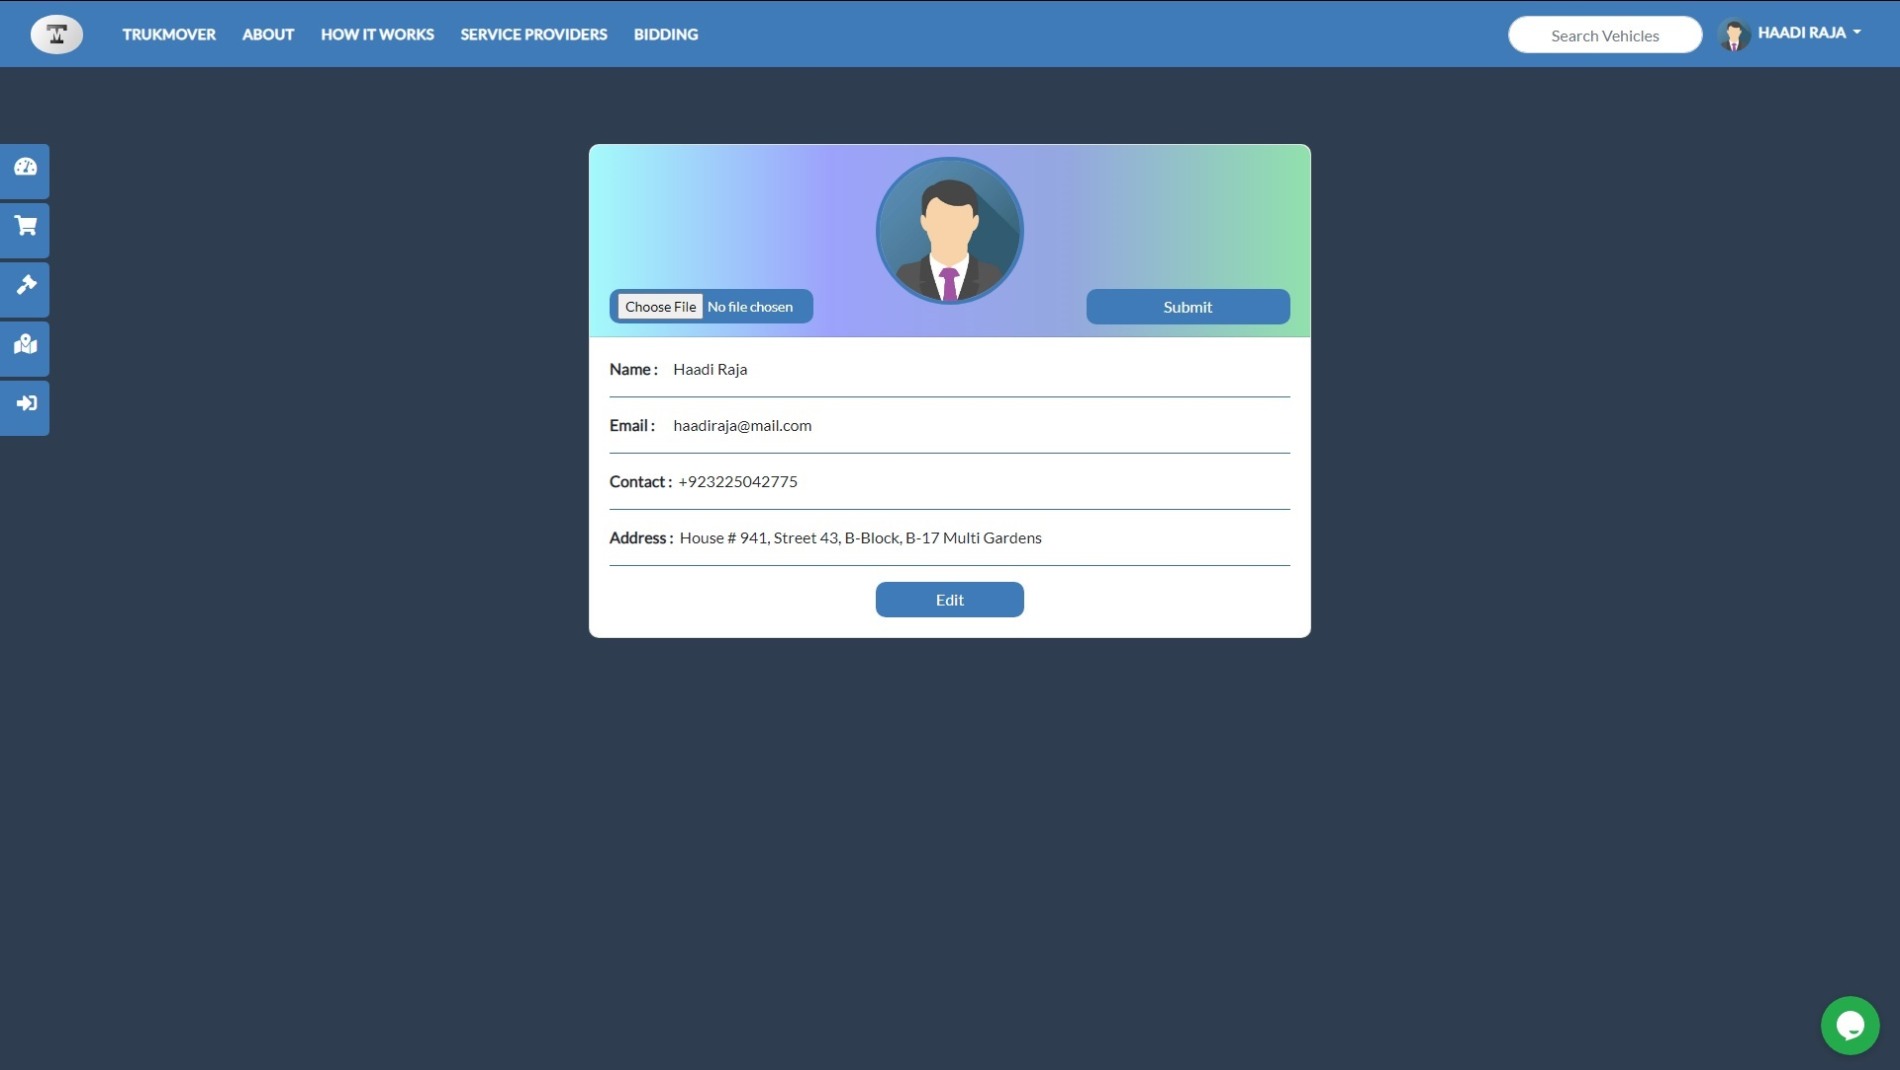 TM
TRUKMOVER ABOUT HOW IT WORKS SERVICE PROVIDERS BIDDING
Search Vehicles
HAADI RAJA
Choose File No file chosen
Submit
Name : Haadi Raja
Email : haadiraja@mail.com
Contact : +923225042775
Address : House # 941, Street 43, B-Block, B-17 Multi Gardens
Edit